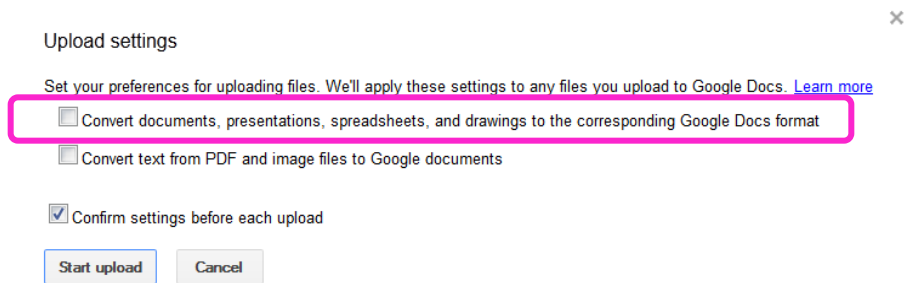 Upload settings
Set your preferences for uploading files. We'll apply these settings to any files you upload to Google Docs. Learn more
Convert documents, presentations, spreadsheets, and drawings to the corresponding Google Docs format
Convert text from PDF and image files to Google documents
Confirm settings before each upload
Start upload Cancel